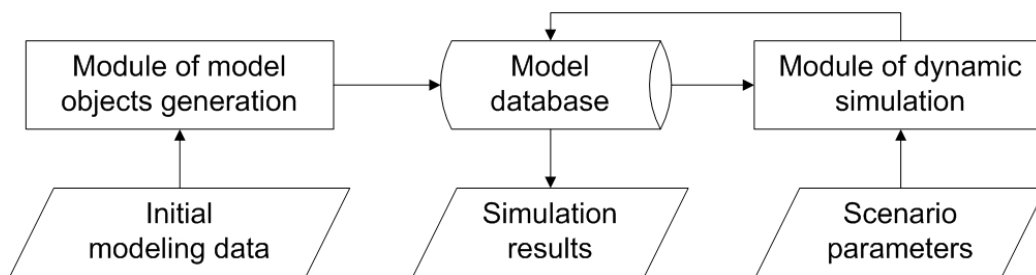 Module of model
objects generation
Model
database
Module of dynamic
simulation
Initial
modeling data
Simulation
results
Scenario
parameters